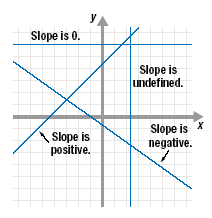 y
Slope is 0.
Slope is
undefined.
x
Slope is
positive.
Slope is
negative.